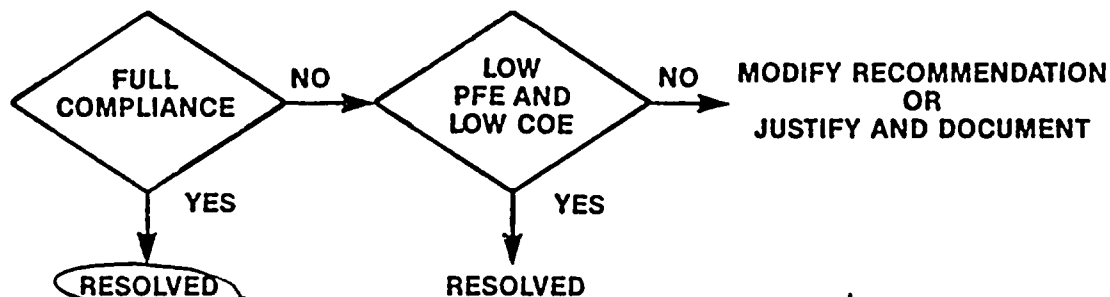 FULL
COMPLIANCE
NO
LOW
PFE AND
LOW COE
NO
MODIFY RECOMMENDATION
OR
JUSTIFY AND DOCUMENT
YES
YES
RESOLVED
RESOLVED